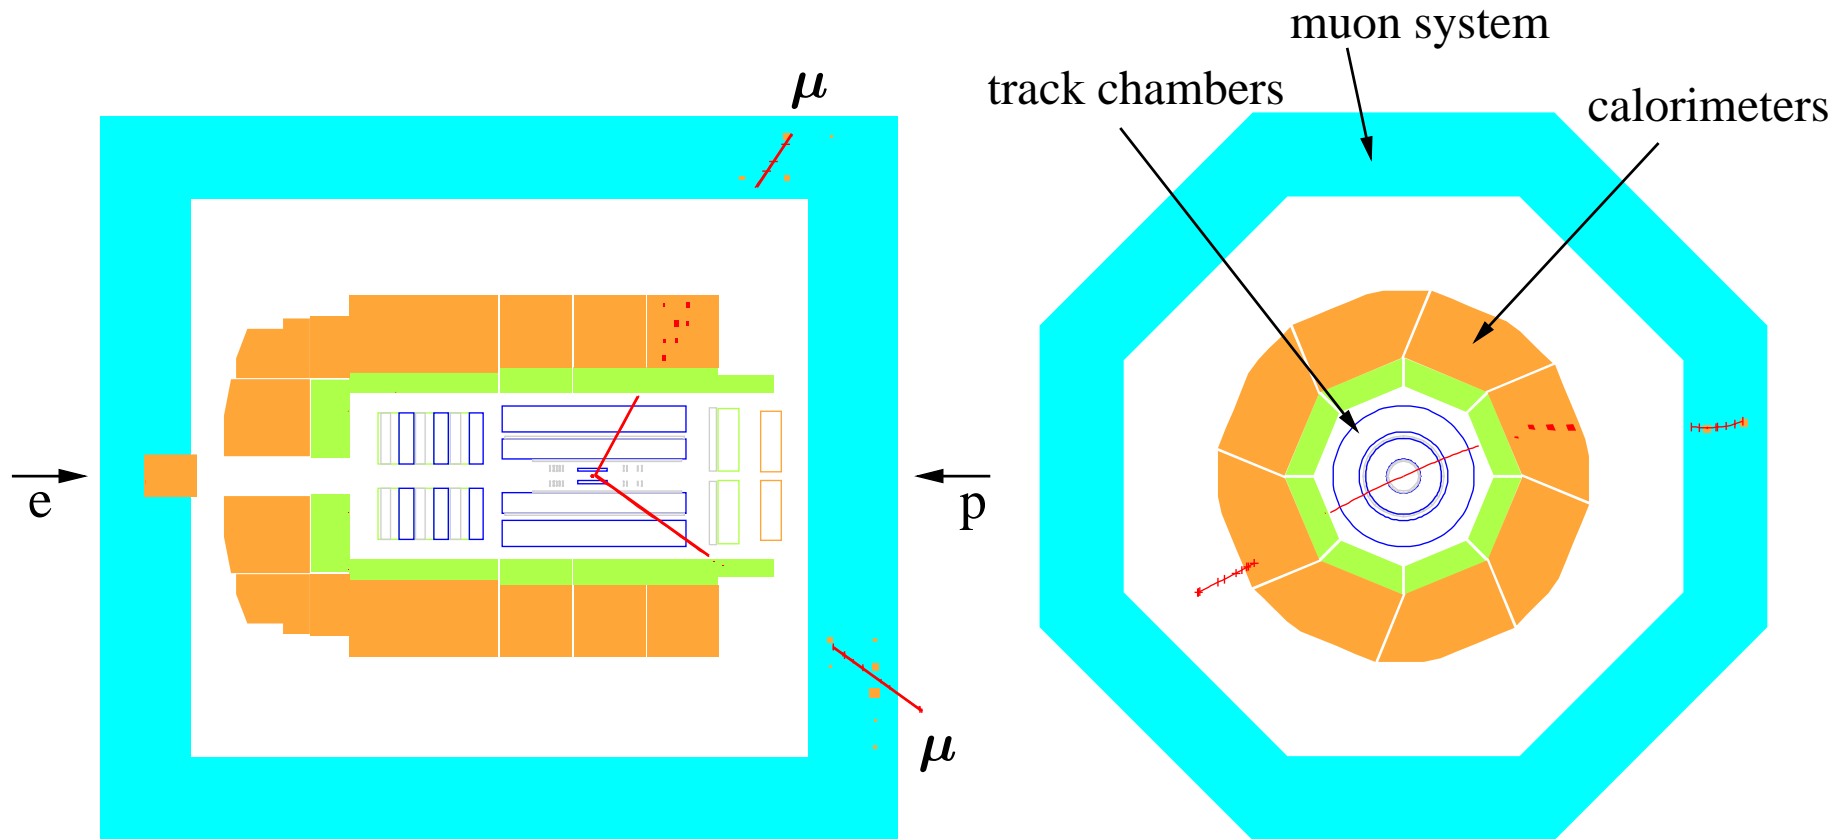 muon system
track chambers
calorimeters
μ
e
p
μ